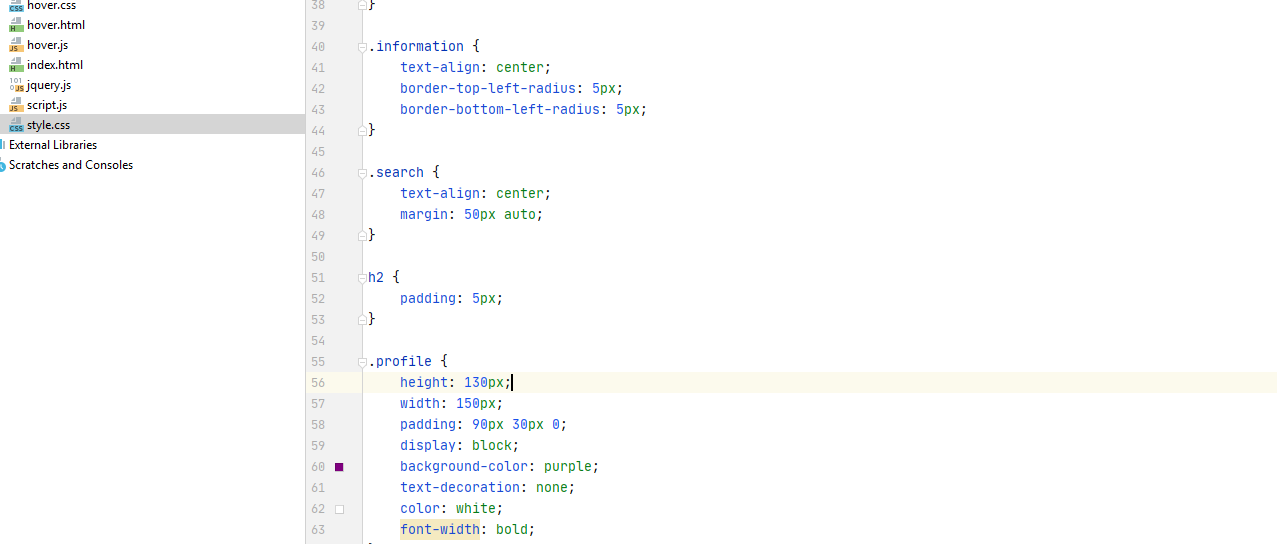 hover.css
hover.html
hover.js
index.html
jquery.js
script.js
style.css
External Libraries
Scratches and Consoles
38 }
39
40 .information {
41 text-align: center;
42 border-top-left-radius: 5px;
43 border-bottom-left-radius: 5px;
44 }
45
46 .search {
47 text-align: center;
48 margin: 50px auto;
49 }
50
51 h2 {
52 padding: 5px;
53 }
54
55 .profile {
56 height: 130px;
57 width: 150px;
58 padding: 90px 30px 0;
59 display: block;
60 background-color: purple;
61 text-decoration: none;
62 color: white;
63 font-width: bold;